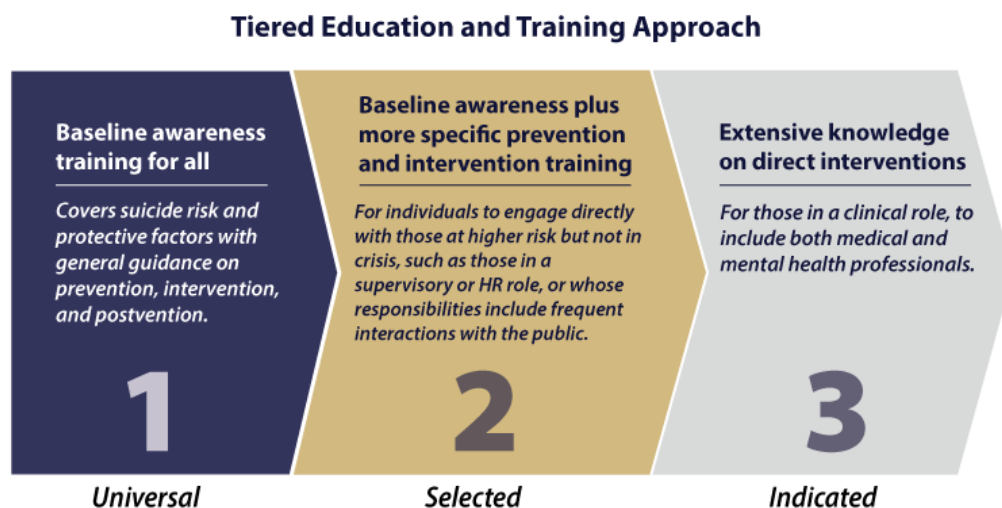 Tiered Education and Training Approach
Baseline awareness
training for all
Covers suicide risk and
protective factors with
general guidance on
prevention, intervention,
and postvention.
1
Universal
Baseline awareness plus
more specific prevention
and intervention training
For individuals to engage directly
with those at higher risk but not in
crisis, such as those in a
supervisory or HR role, or whose
responsibilities include frequent
interactions with the public.
2
Selected
Extensive knowledge
on direct interventions
For those in a clinical role, to
include both medical and
mental health professionals.
3
Indicated